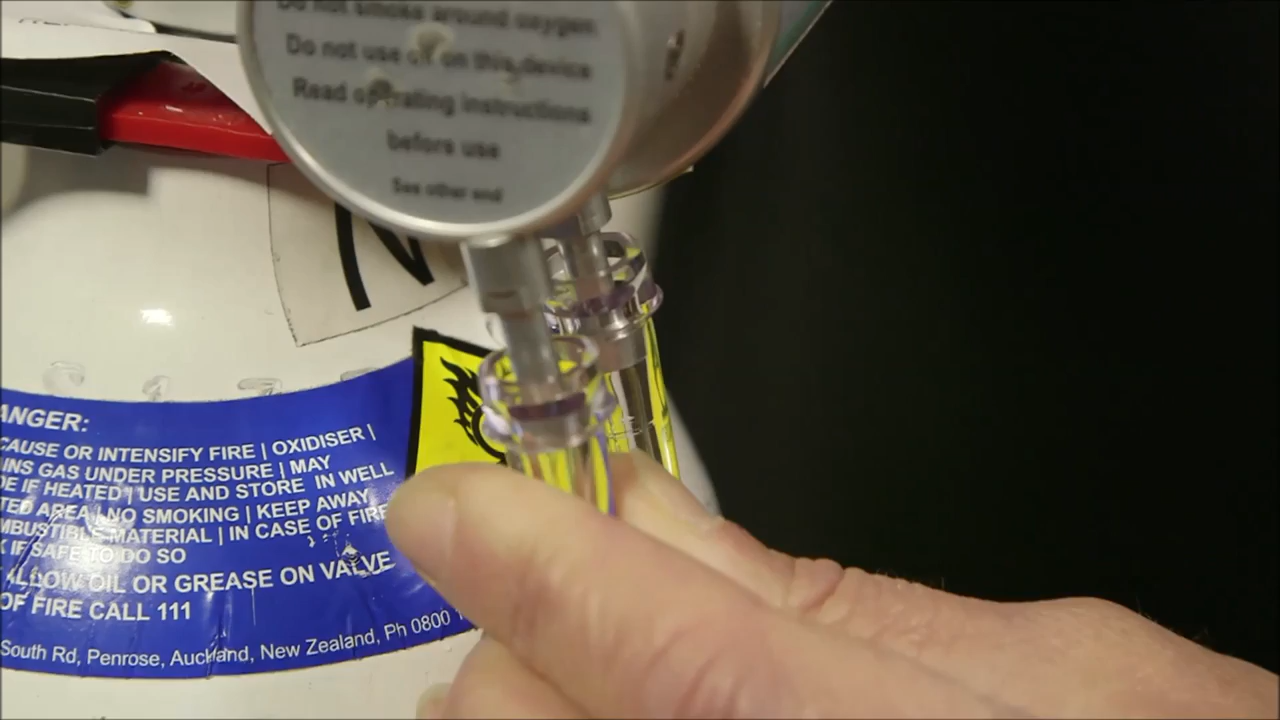 Do not smoke around oxygen
Do not use oil on this device
Read operating instructions
before use
See other end
N
ANGER:
CAUSE OR INTENSIFY FIRE | OXIDISER |
INS GAS UNDER PRESSURE | MAY
DE IF HEATED | USE AND STORE IN WELL
TED AREA | NO SMOKING | KEEP AWAY
MBUSTIBLE MATERIAL | IN CASE OF FIRE
K IF SAFE TO DO SO
ALLOW OIL OR GREASE ON VALVE
OF FIRE CALL 111
South Rd, Penrose, Auckland, New Zealand, Ph 0800